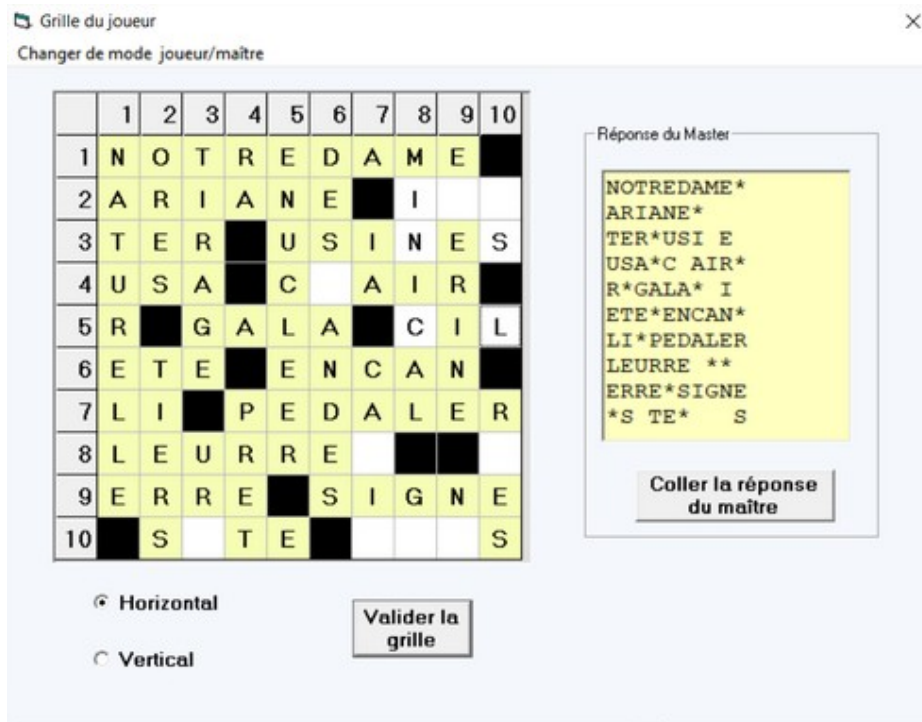 Grille du joueur
Changer de mode joueur/maître
1 2 3 4 5 6 7 8 9 10
1 N O T R E D A M E
2 A R I A N E I
3 T E R U S I N E S
4 U S A C A I R
5 R G A L A C I L
6 E T E E N C A N
7 L I P E D A L E R
8 L E U R R E
9 E R R E S I G N E
10 S T E S
Horizontal
Vertical
Valider la
grille
Réponse du Master
NOTREDAME*
ARIANE*
TER*USI E
USA*C AIR*
R*GALA* I
ETE*ENCAN*
LI*PEDALER
LEURRE **
ERRE*SIGNE
*S TE* S
Coller la réponse
du maître